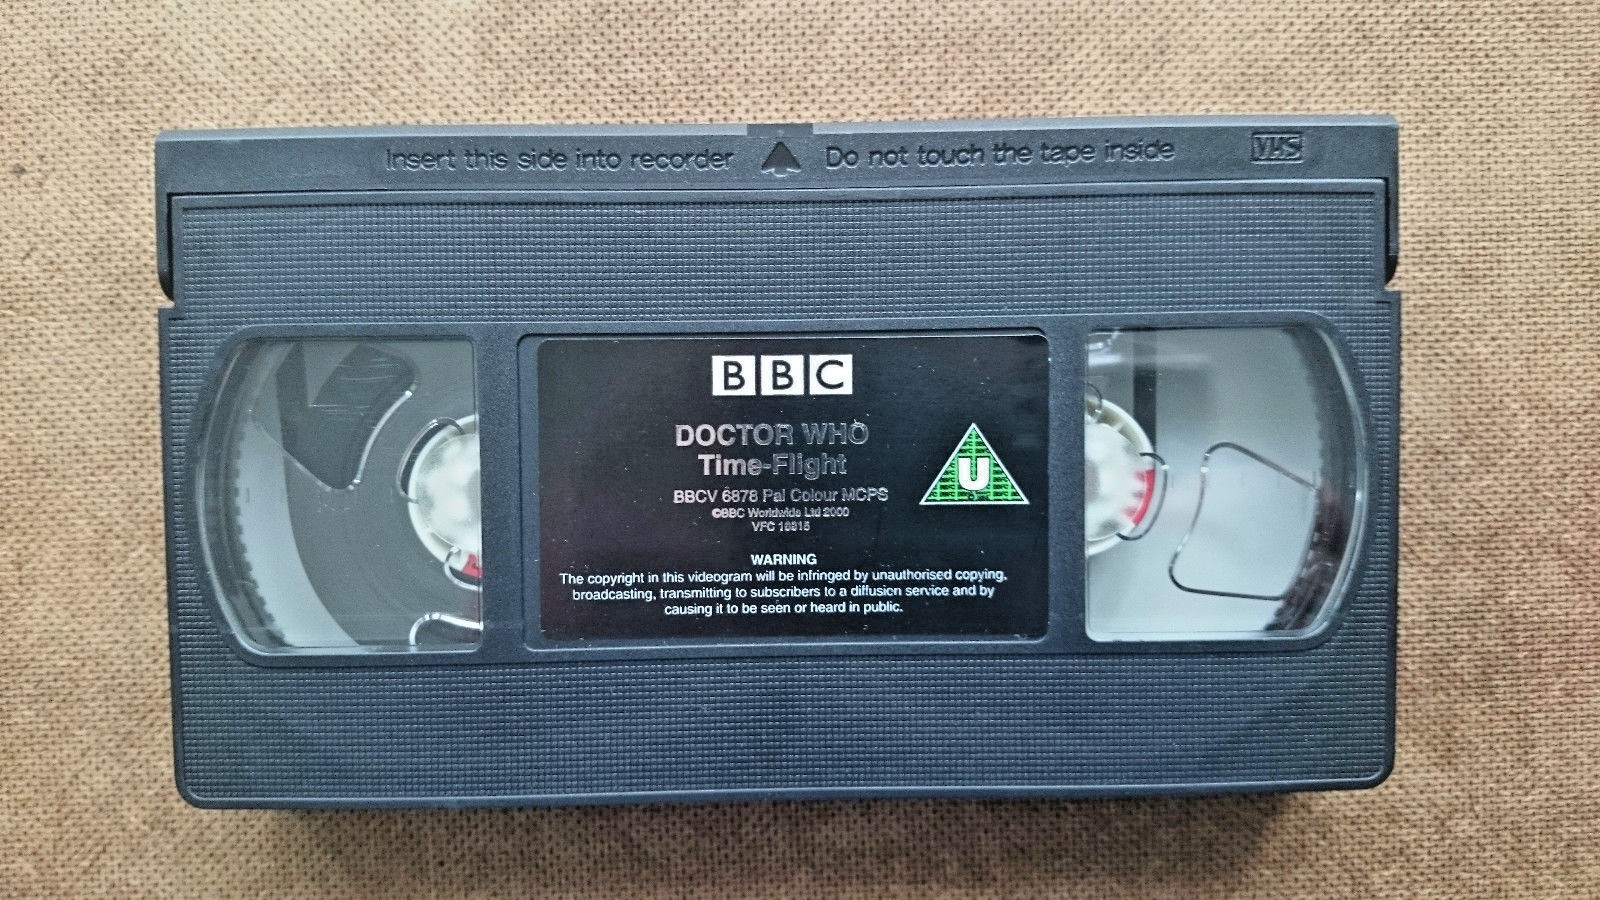 Insert this side into recorder Do not touch the tape inside VHS
BBC
DOCTOR WHO
Time-Flight
U
BBCV 6878 Pal Colour MCPS
©BBC Worldwide Ltd 2000
VFC
WARNING
The copyright in this videogram will be infringed by unauthorised copying,
broadcasting, transmitting to subscribers to a diffusion service and by
causing it to be seen or heard in public.